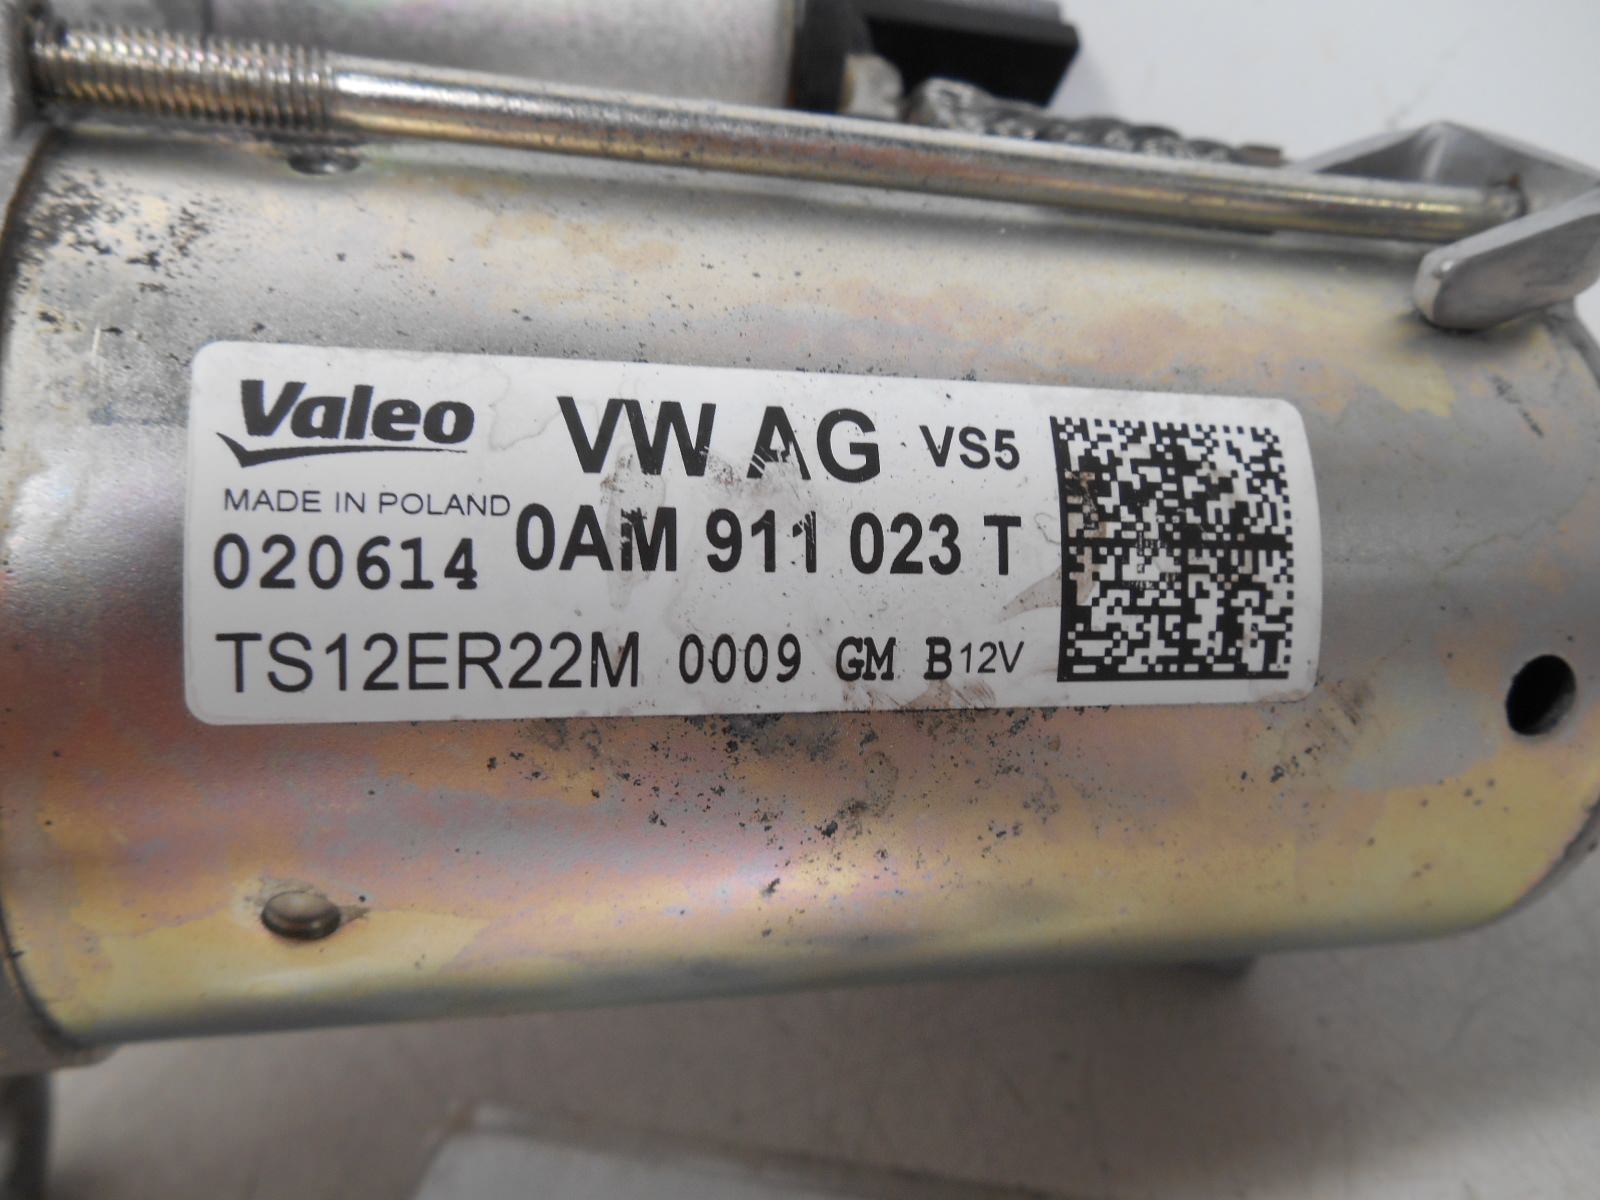 Valeo VW AG VS5
MADE IN POLAND
020614 0AM 911 023 T
TS12ER22M 0009 GM B12V